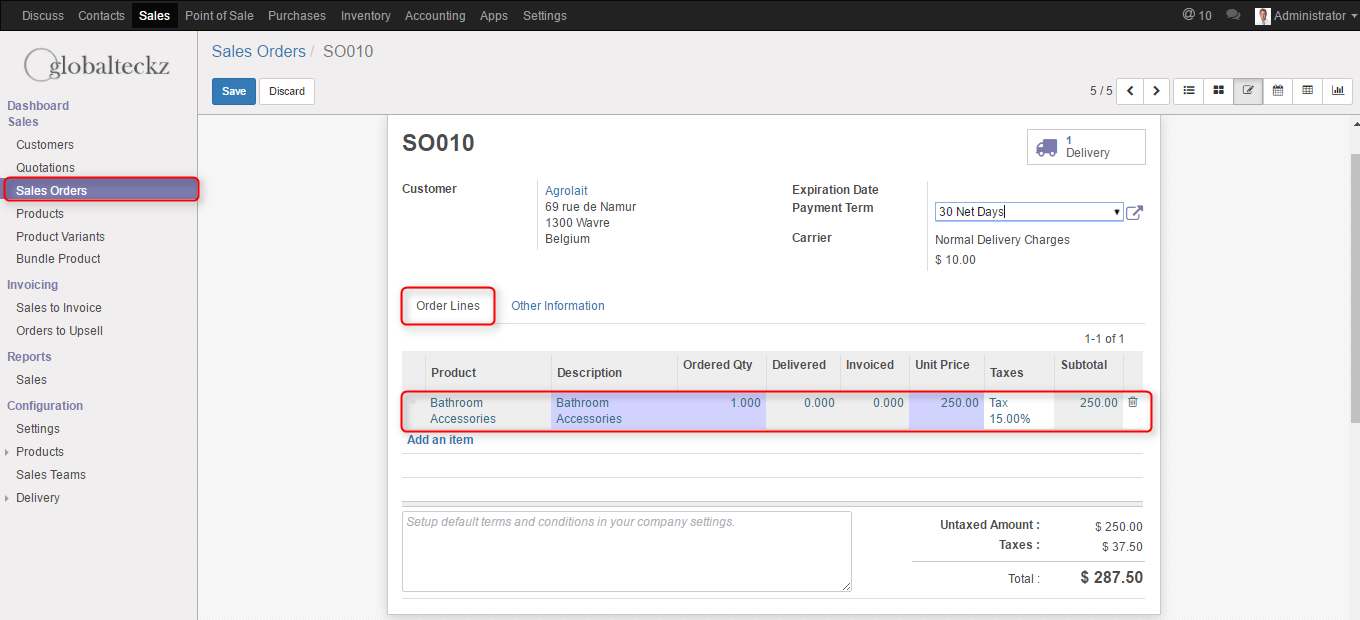 Discuss Contacts Sales Point of Sale Purchases Inventory Accounting Apps Settings @ 10 Administrator
globalteckz
Dashboard
Sales
Customers
Quotations
Sales Orders
Products
Product Variants
Bundle Product
Invoicing
Sales to Invoice
Orders to Upsell
Reports
Sales
Configuration
Settings
Products
Sales Teams
Delivery
Sales Orders / SO010
Save Discard
5 / 5
SO010
1
Delivery
Customer
Agrolait
69 rue de Namur
1300 Wavre
Belgium
Expiration Date
Payment Term 30 Net Days
Carrier Normal Delivery Charges
$ 10.00
Order Lines Other Information
1-1 of 1
Product Description Ordered Qty Delivered Invoiced Unit Price Taxes Subtotal
Bathroom Bathroom 1.000 0.000 0.000 250.00 Tax 250.00
Accessories Accessories 15.00%
Add an item
Setup default terms and conditions in your company settings.
Untaxed Amount : $ 250.00
Taxes : $ 37.50
Total : $ 287.50